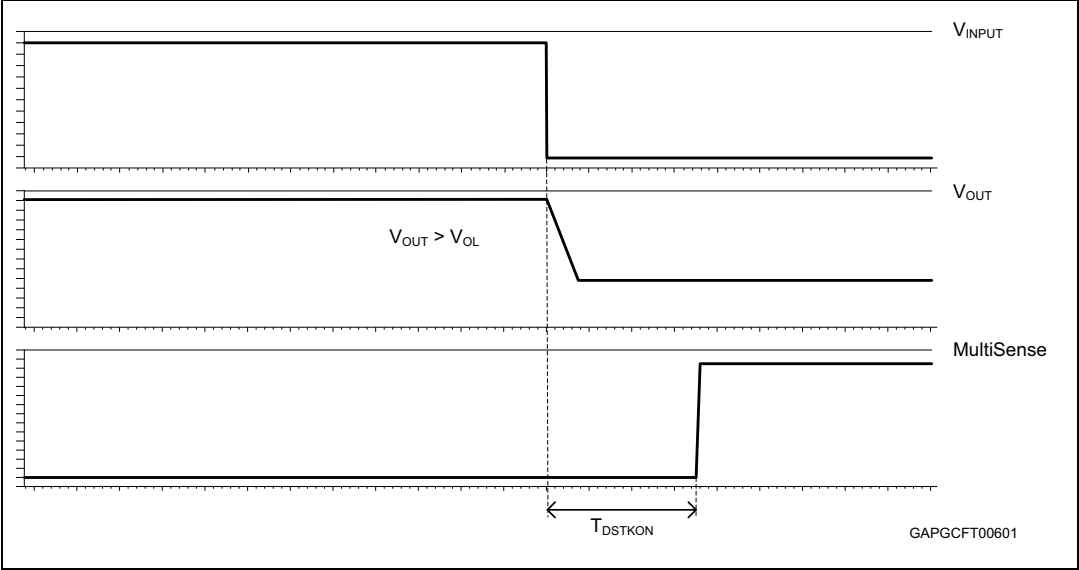 VINPUT
VOUT
VOUT > VOL
MultiSense
TDSTKON
GAPGCFT00601